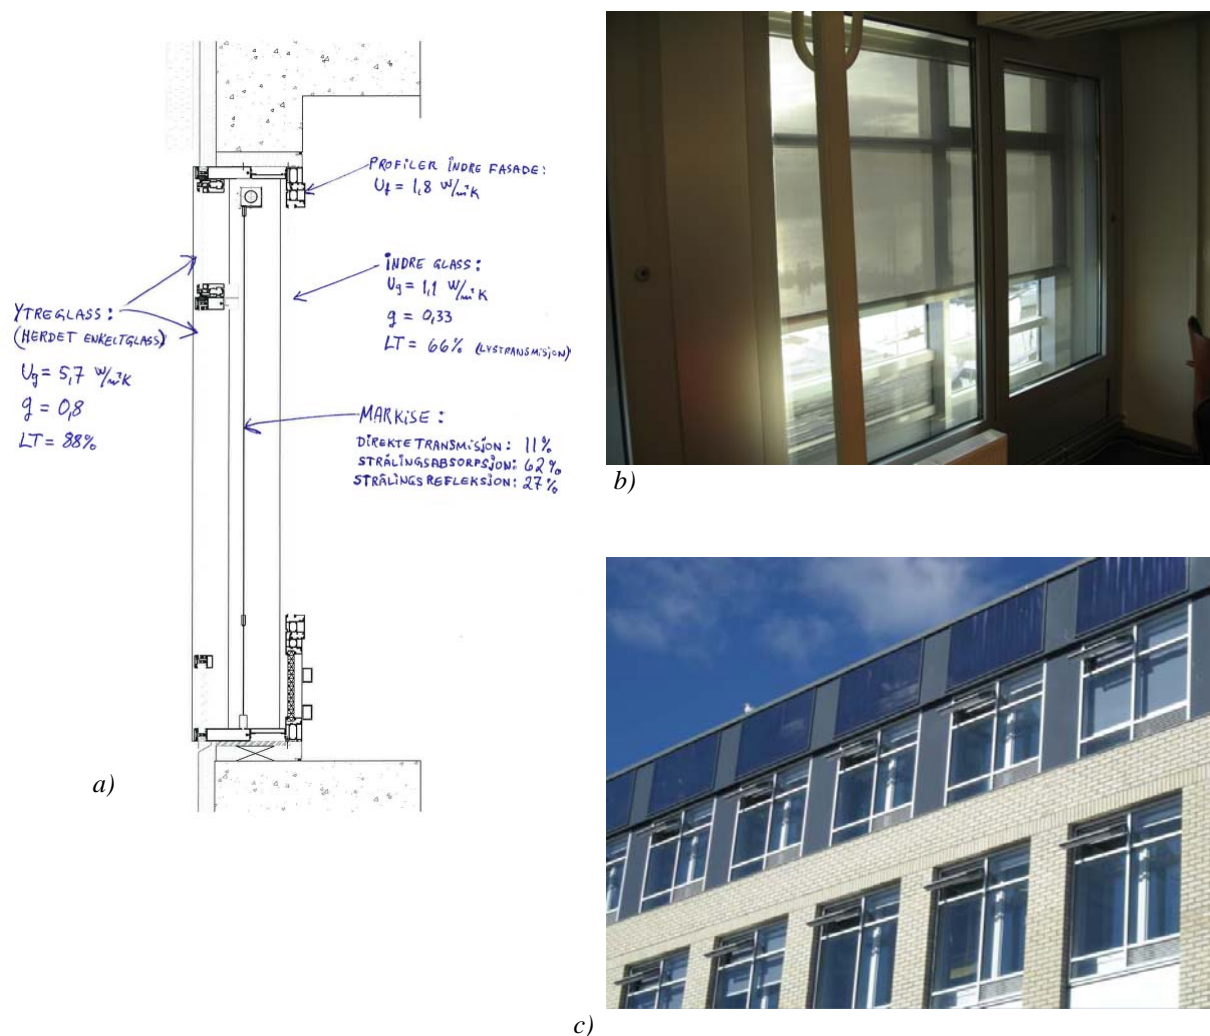 PROFILER INDRE FASADE:
Uf = 1,8 W/m²K
INDRE GLASS:
Ug = 1,1 W/m²K
g = 0,33
LT = 66% (LYSTRANSMISJON)
YTREGLASS:
(HERDET ENKELTGLASS)
Ug = 5,7 W/m²K
g = 0,8
LT = 88%
MARKISE:
DIREKTE TRANSMISJON: 11%
STRÅLINGSABSORPSJON: 62%
STRÅLINGSREFLEKSJON: 27%
a)
b)
c)